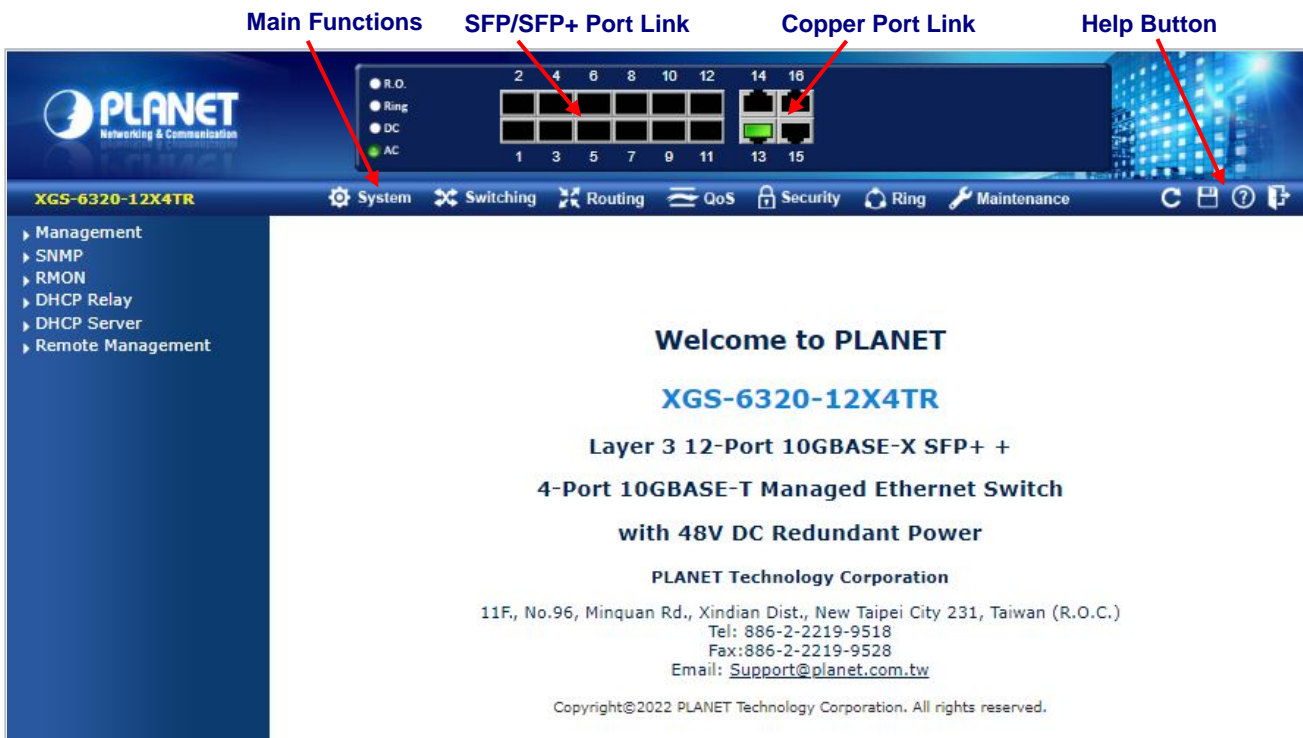 Main Functions SFP/SFP+ Port Link Copper Port Link Help Button
PLANET
Networking & Communication
R.O.
Ring
DC
AC
2 4 6 8 10 12 14 16
1 3 5 7 9 11 13 15
XGS-6320-12X4TR
System Switching Routing QoS Security Ring Maintenance
Management
SNMP
RMON
DHCP Relay
DHCP Server
Remote Management
Welcome to PLANET
XGS-6320-12X4TR
Layer 3 12-Port 10GBASE-X SFP+ +
4-Port 10GBASE-T Managed Ethernet Switch
with 48V DC Redundant Power
PLANET Technology Corporation
11F., No.96, Minquan Rd., Xindian Dist., New Taipei City 231, Taiwan (R.O.C.)
Tel: 886-2-2219-9518
Fax:886-2-2219-9528
Email: Support@planet.com.tw
Copyright©2022 PLANET Technology Corporation. All rights reserved.